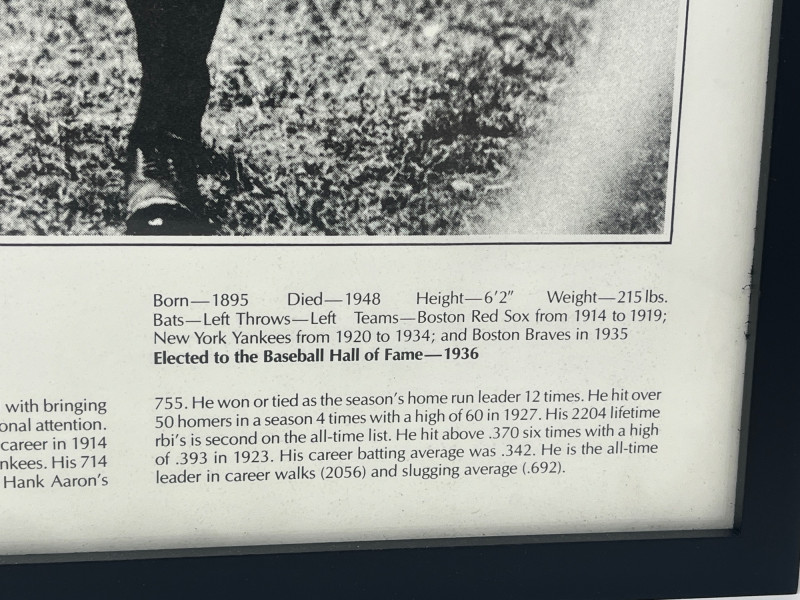 Born—1895 Died—1948 Height—6'2" Weight—215 lbs.
Bats—Left Throws—Left Teams—Boston Red Sox from 1914 to 1919;
New York Yankees from 1920 to 1934; and Boston Braves in 1935
Elected to the Baseball Hall of Fame—1936
with bringing
onal attention.
career in 1914
nkees. His 714
Hank Aaron's
755. He won or tied as the season's home run leader 12 times. He hit over
50 homers in a season 4 times with a high of 60 in 1927. His 2204 lifetime
rbi's is second on the all-time list. He hit above .370 six times with a high
of .393 in 1923. His career batting average was .342. He is the all-time
leader in career walks (2056) and slugging average (.692).